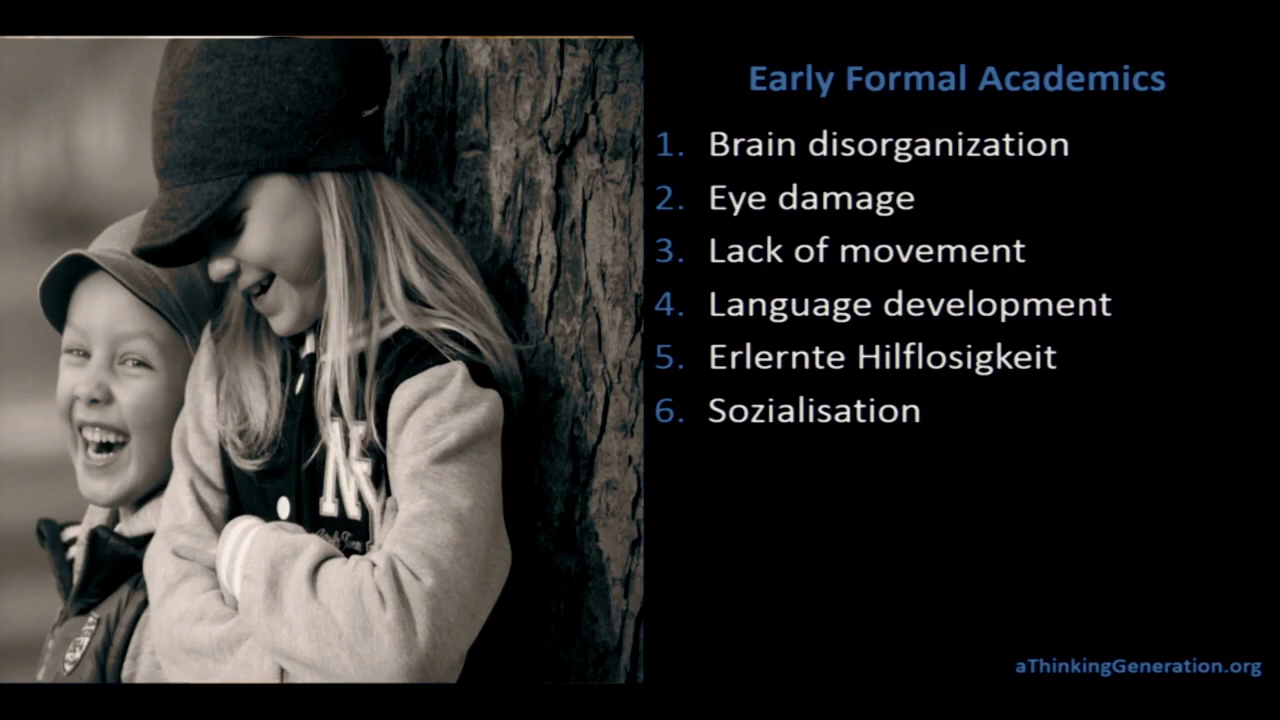 Early Formal Academics
1. Brain disorganization
2. Eye damage
3. Lack of movement
4. Language development
5. Erlernte Hilflosigkeit
6. Sozialisation
aThinkingGeneration.org